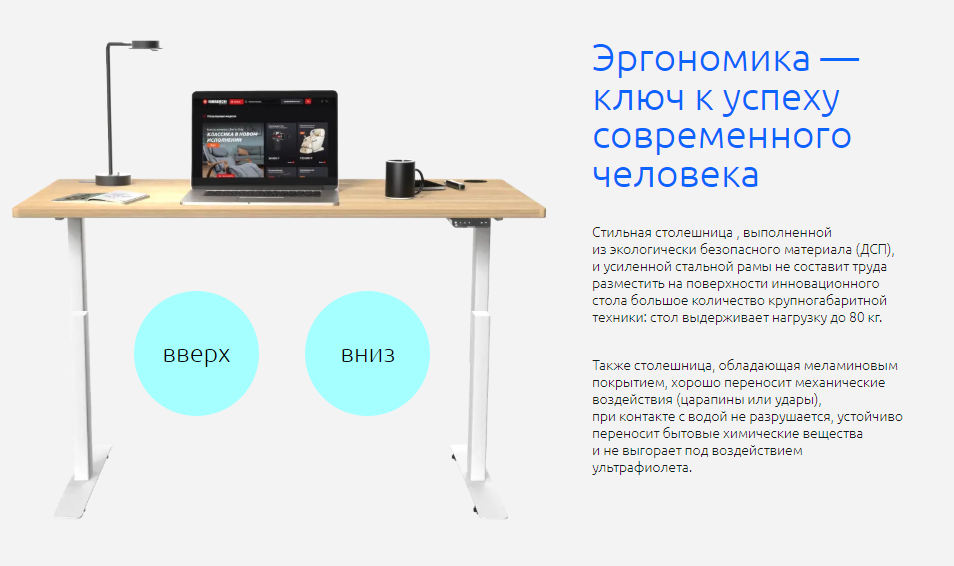 Эргономика —
ключ к успеху
современного
человека
КЛАССИКА В НОВОМ
ИСПОЛНЕНИИ
Стильная столешница , выполненной
из экологически безопасного материала (ДСП),
и усиленной стальной рамы не составит труда
разместить на поверхности инновационного
стола большое количество крупногабаритной
техники: стол выдерживает нагрузку до 80 кг.
Также столешница, обладающая меламиновым
покрытием, хорошо переносит механические
воздействия (царапины или удары),
при контакте с водой не разрушается, устойчиво
переносит бытовые химические вещества
и не выгорает под воздействием
ультрафиолета.
вверх
вниз